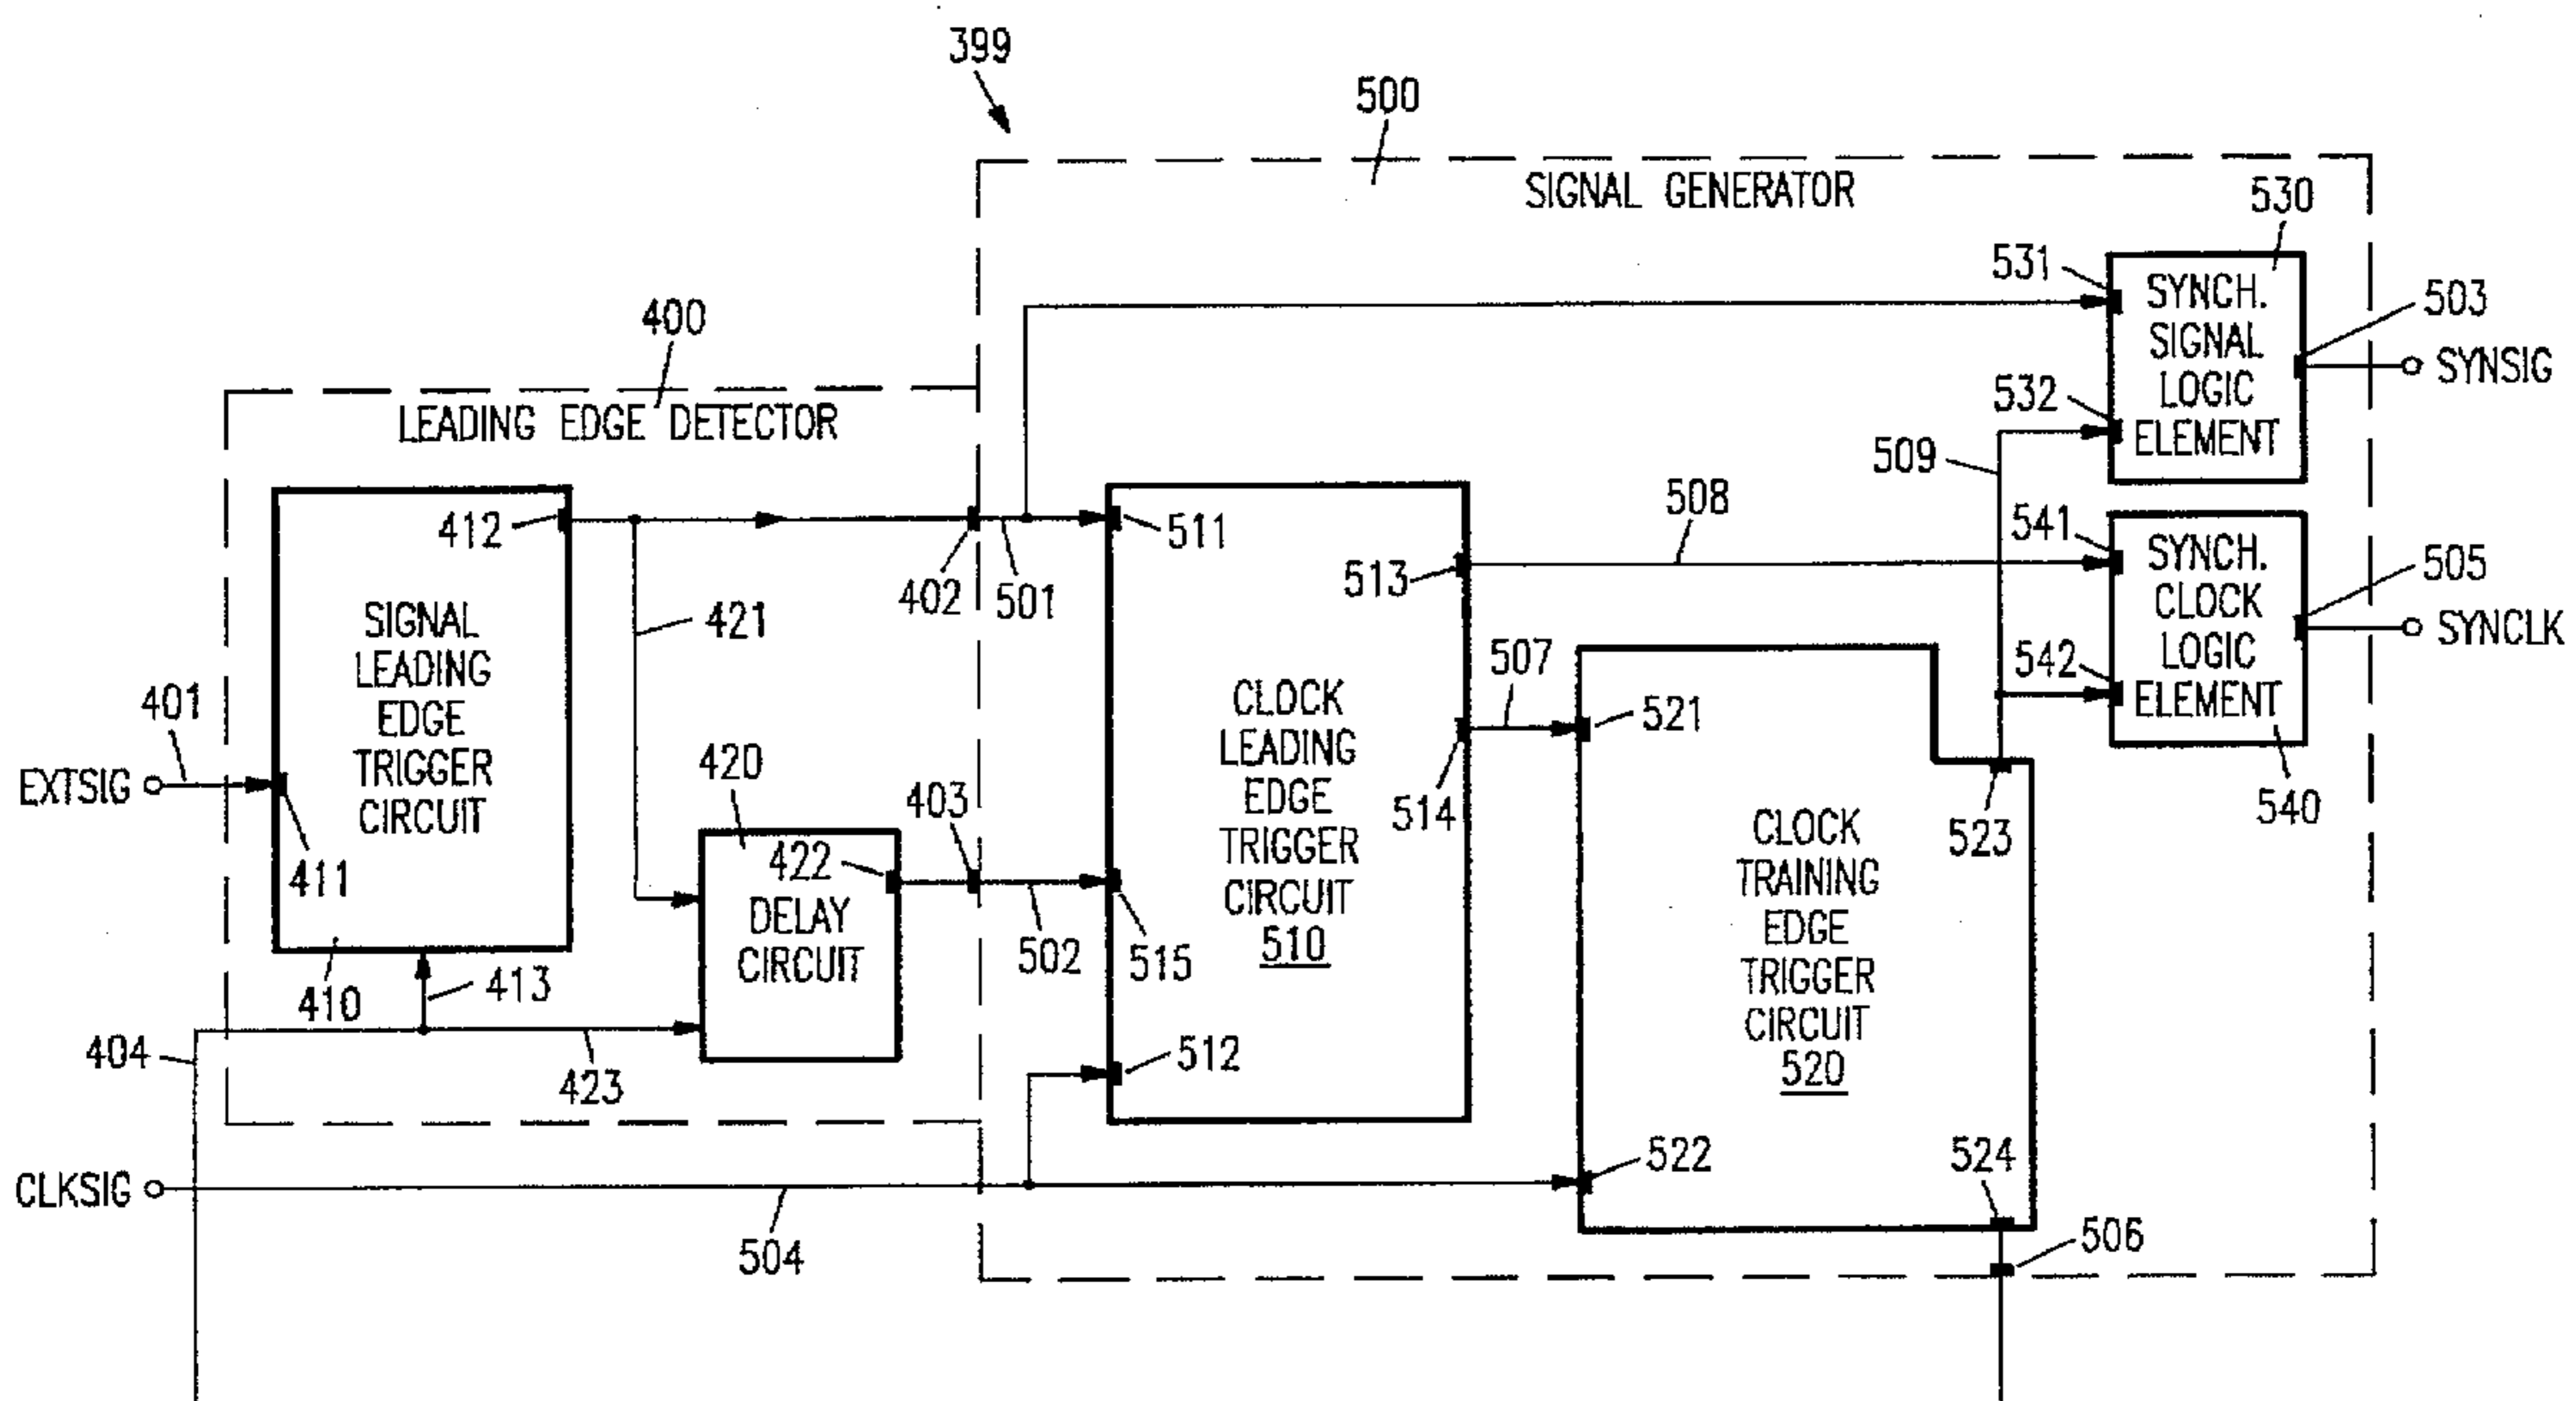 399
500
SIGNAL GENERATOR
530
531
SYNCH.
SIGNAL
LOGIC
ELEMENT
503
SYNSIG
532
509
400
LEADING EDGE DETECTOR
412
402
501
511
513
508
541
SYNCH.
CLOCK
LOGIC
ELEMENT
505
SYNCLK
542
540
SIGNAL
LEADING
EDGE
TRIGGER
CIRCUIT
421
507
521
401
EXTSIG
411
410
413
420
422
DELAY
CIRCUIT
403
502
515
CLOCK
LEADING
EDGE
TRIGGER
CIRCUIT
510
514
523
CLOCK
TRAINING
EDGE
TRIGGER
CIRCUIT
520
404
423
512
522
524
CLKSIG
504
506